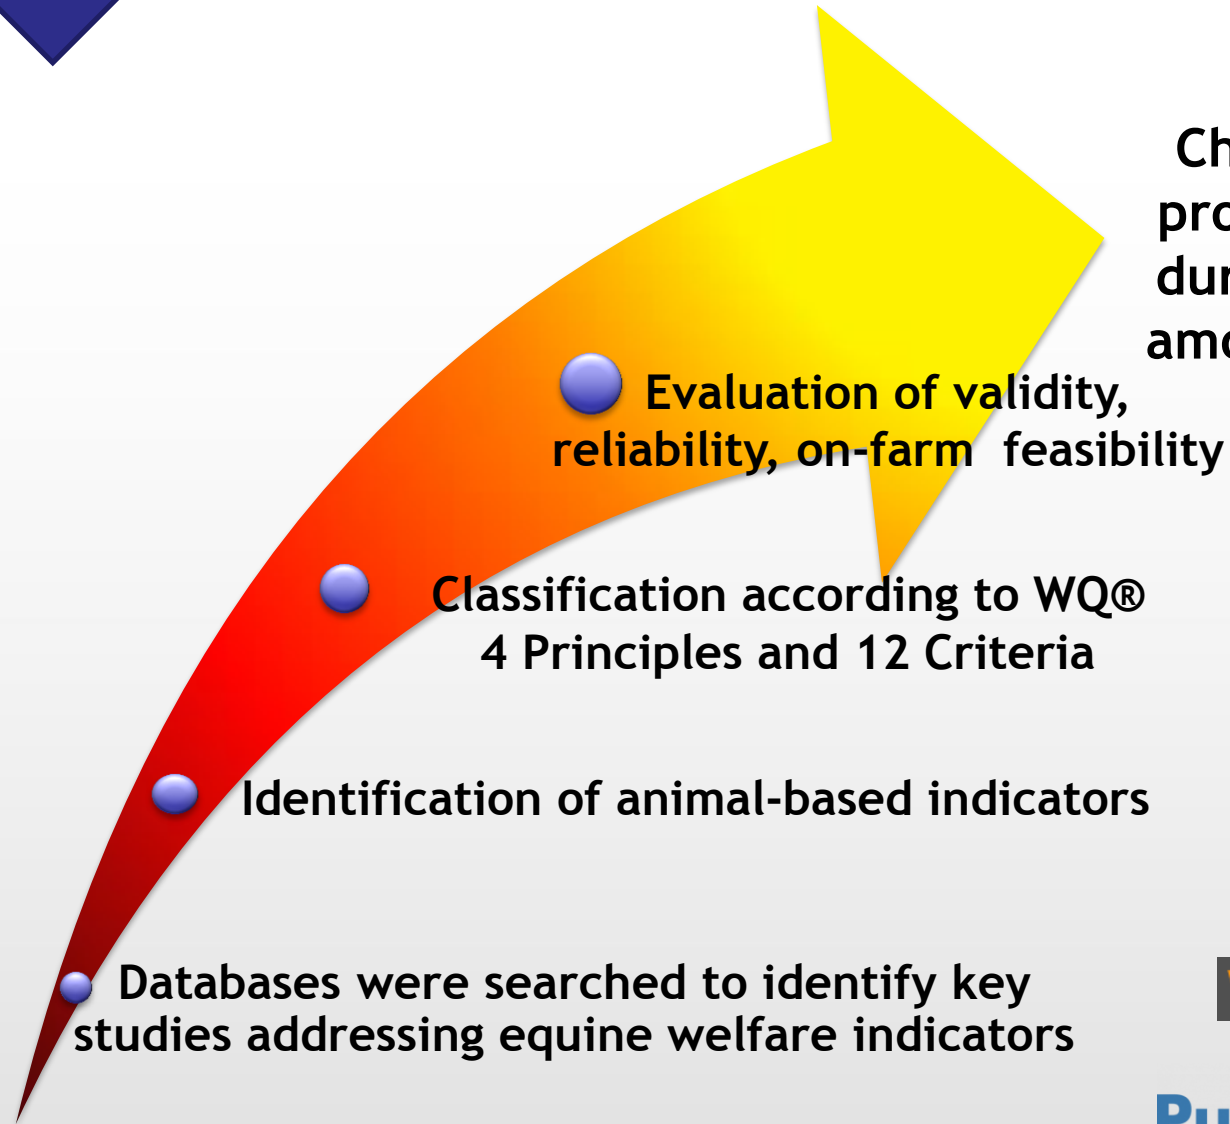 Evaluation of validity,
reliability, on-farm feasibility
Classification according to WQ®
4 Principles and 12 Criteria
Identification of animal-based indicators
Databases were searched to identify key
studies addressing equine welfare indicators